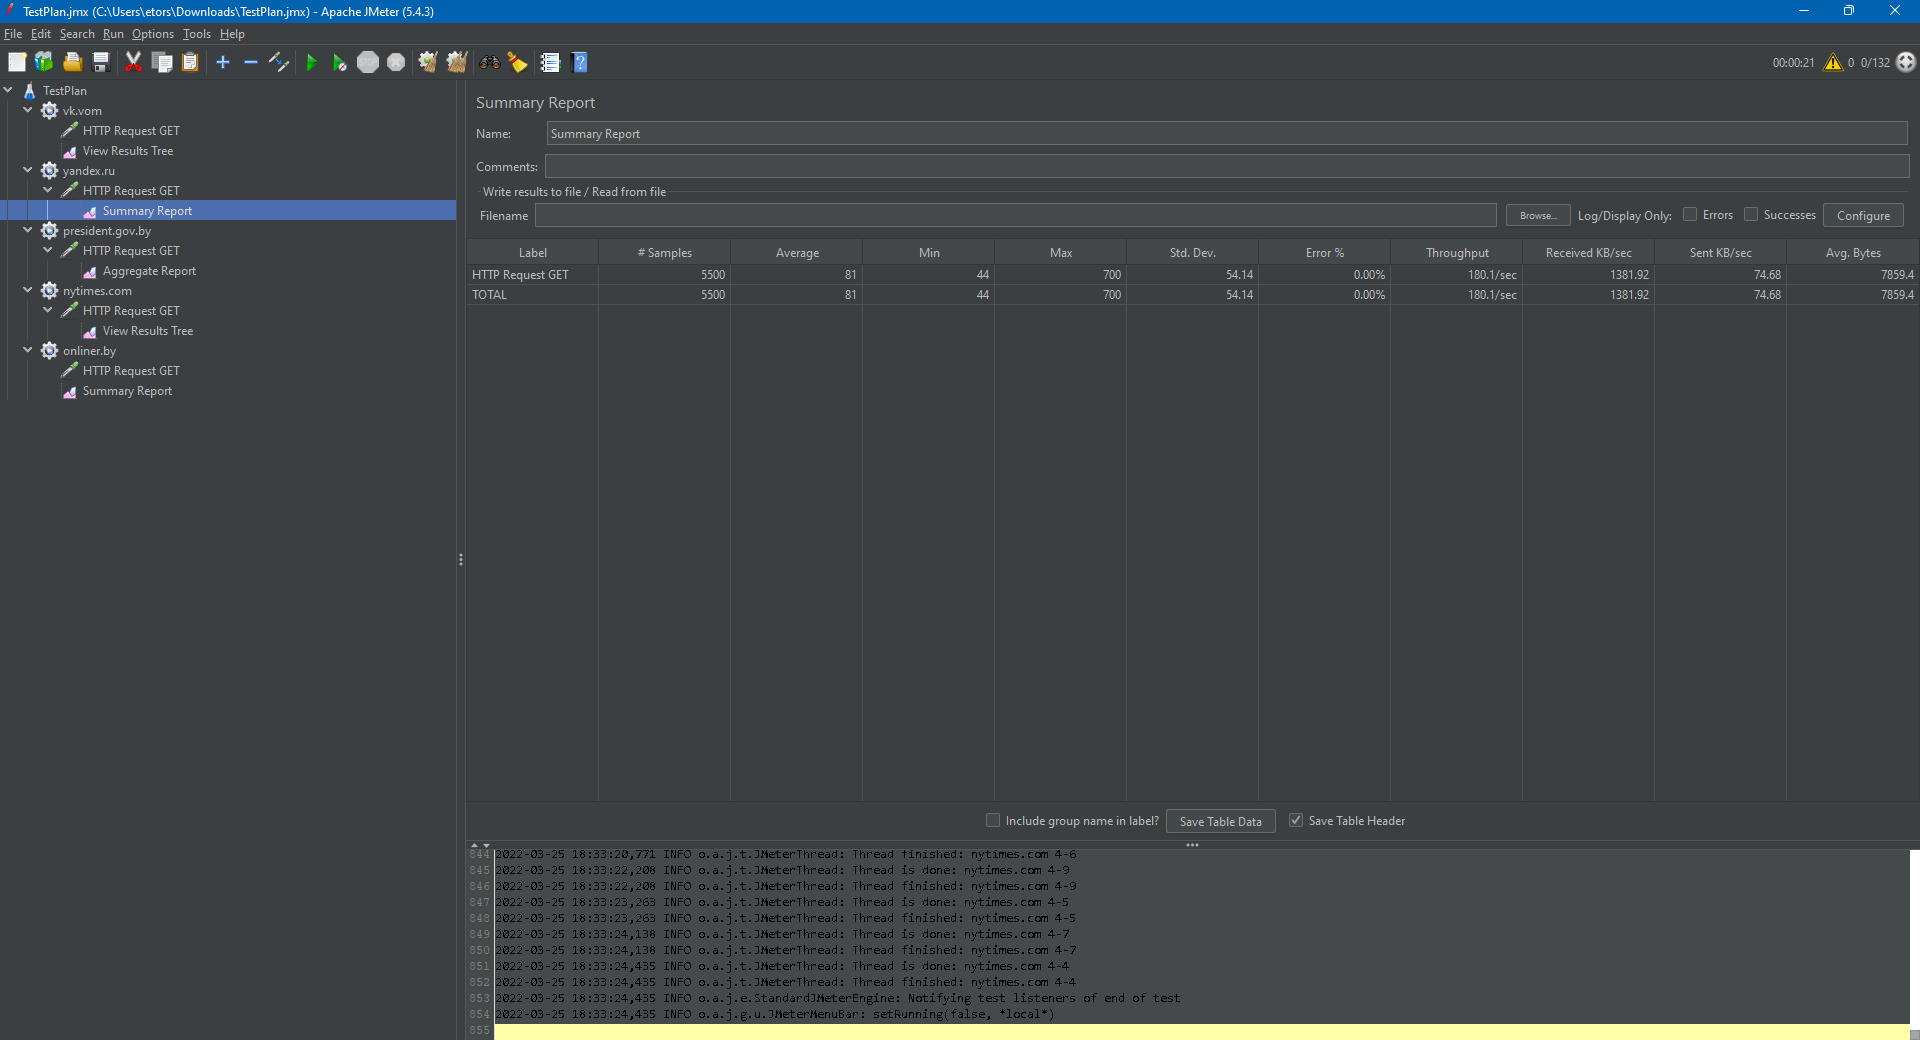 TestPlan.jmx (C:\Users\etors\Downloads\TestPlan.jmx) - Apache JMeter (5.4.3)
File Edit Search Run Options Tools Help
00:00:21 0 0/132
TestPlan
vk.vom
HTTP Request GET
View Results Tree
yandex.ru
HTTP Request GET
Summary Report
president.gov.by
HTTP Request GET
Aggregate Report
nytimes.com
HTTP Request GET
View Results Tree
onliner.by
HTTP Request GET
Summary Report
Summary Report
Name: Summary Report
Comments:
Write results to file / Read from file
Filename Browse... Log/Display Only: Errors Successes Configure
Label # Samples Average Min Max Std. Dev. Error % Throughput Received KB/sec Sent KB/sec Avg. Bytes
HTTP Request GET 5500 81 44 700 54.14 0.00% 180.1/sec 1381.92 74.68 7859.4
TOTAL 5500 81 44 700 54.14 0.00% 180.1/sec 1381.92 74.68 7859.4
Include group name in label? Save Table Data Save Table Header
844 2022-03-25 18:33:20,771 INFO o.a.j.t.JMeterThread: Thread finished: nytimes.com 4-6
845 2022-03-25 18:33:22,208 INFO o.a.j.t.JMeterThread: Thread is done: nytimes.com 4-9
846 2022-03-25 18:33:22,208 INFO o.a.j.t.JMeterThread: Thread finished: nytimes.com 4-9
847 2022-03-25 18:33:23,263 INFO o.a.j.t.JMeterThread: Thread is done: nytimes.com 4-5
848 2022-03-25 18:33:23,263 INFO o.a.j.t.JMeterThread: Thread finished: nytimes.com 4-5
849 2022-03-25 18:33:24,138 INFO o.a.j.t.JMeterThread: Thread is done: nytimes.com 4-7
850 2022-03-25 18:33:24,138 INFO o.a.j.t.JMeterThread: Thread finished: nytimes.com 4-7
851 2022-03-25 18:33:24,435 INFO o.a.j.t.JMeterThread: Thread is done: nytimes.com 4-4
852 2022-03-25 18:33:24,435 INFO o.a.j.t.JMeterThread: Thread finished: nytimes.com 4-4
853 2022-03-25 18:33:24,435 INFO o.a.j.e.StandardJMeterEngine: Notifying test listeners of end of test
854 2022-03-25 18:33:24,435 INFO o.a.j.g.u.JMeterMenuBar: setRunning(false, *local*)
855